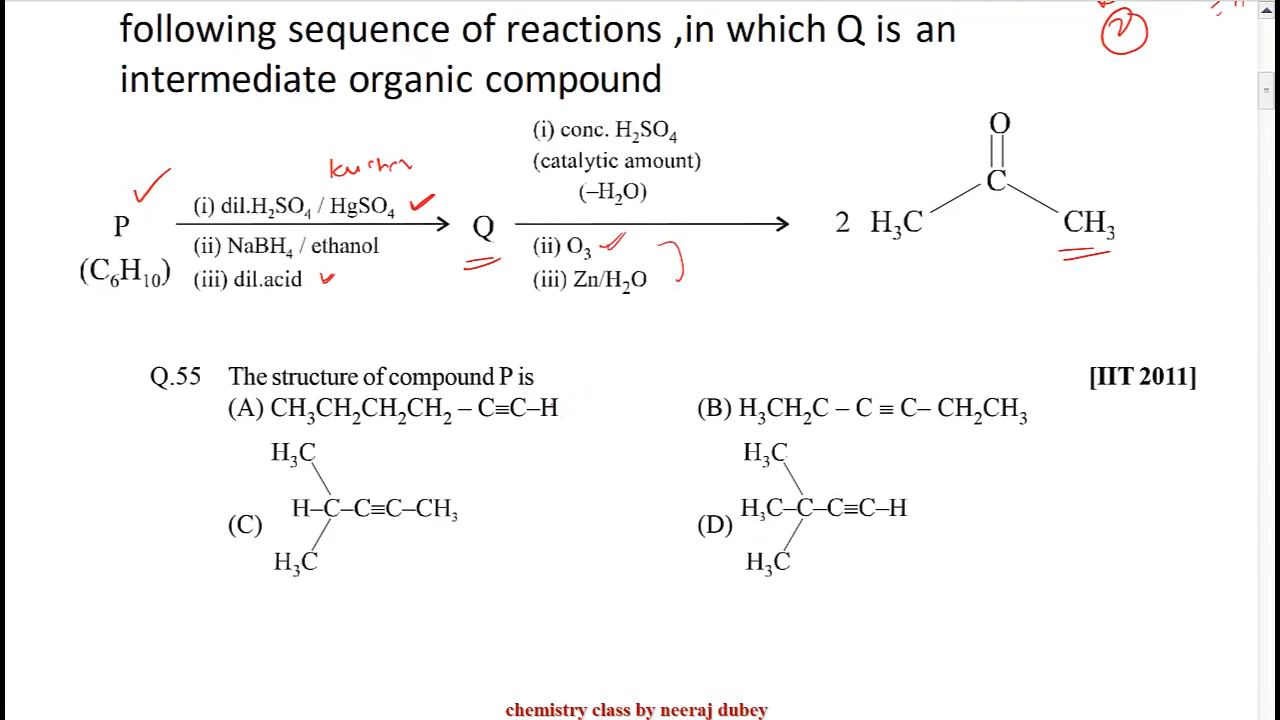 following sequence of reactions ,in which Q is an
intermediate organic compound
P
(C₆H₁₀)
(i) dil.H₂SO₄ / HgSO₄
(ii) NaBH₄ / ethanol
(iii) dil.acid
Q
(i) conc. H₂SO₄
(catalytic amount)
(–H₂O)
(ii) O₃
(iii) Zn/H₂O
O
C
2 H₃C CH₃
Q.55 The structure of compound P is [IIT 2011]
(A) CH₃CH₂CH₂CH₂ – C≡C–H (B) H₃CH₂C – C ≡ C– CH₂CH₃
H₃C
H–C–C≡C–CH₃
(C)
H₃C
H₃C
H₃C–C–C≡C–H
(D)
H₃C
chemistry class by neeraj dubey